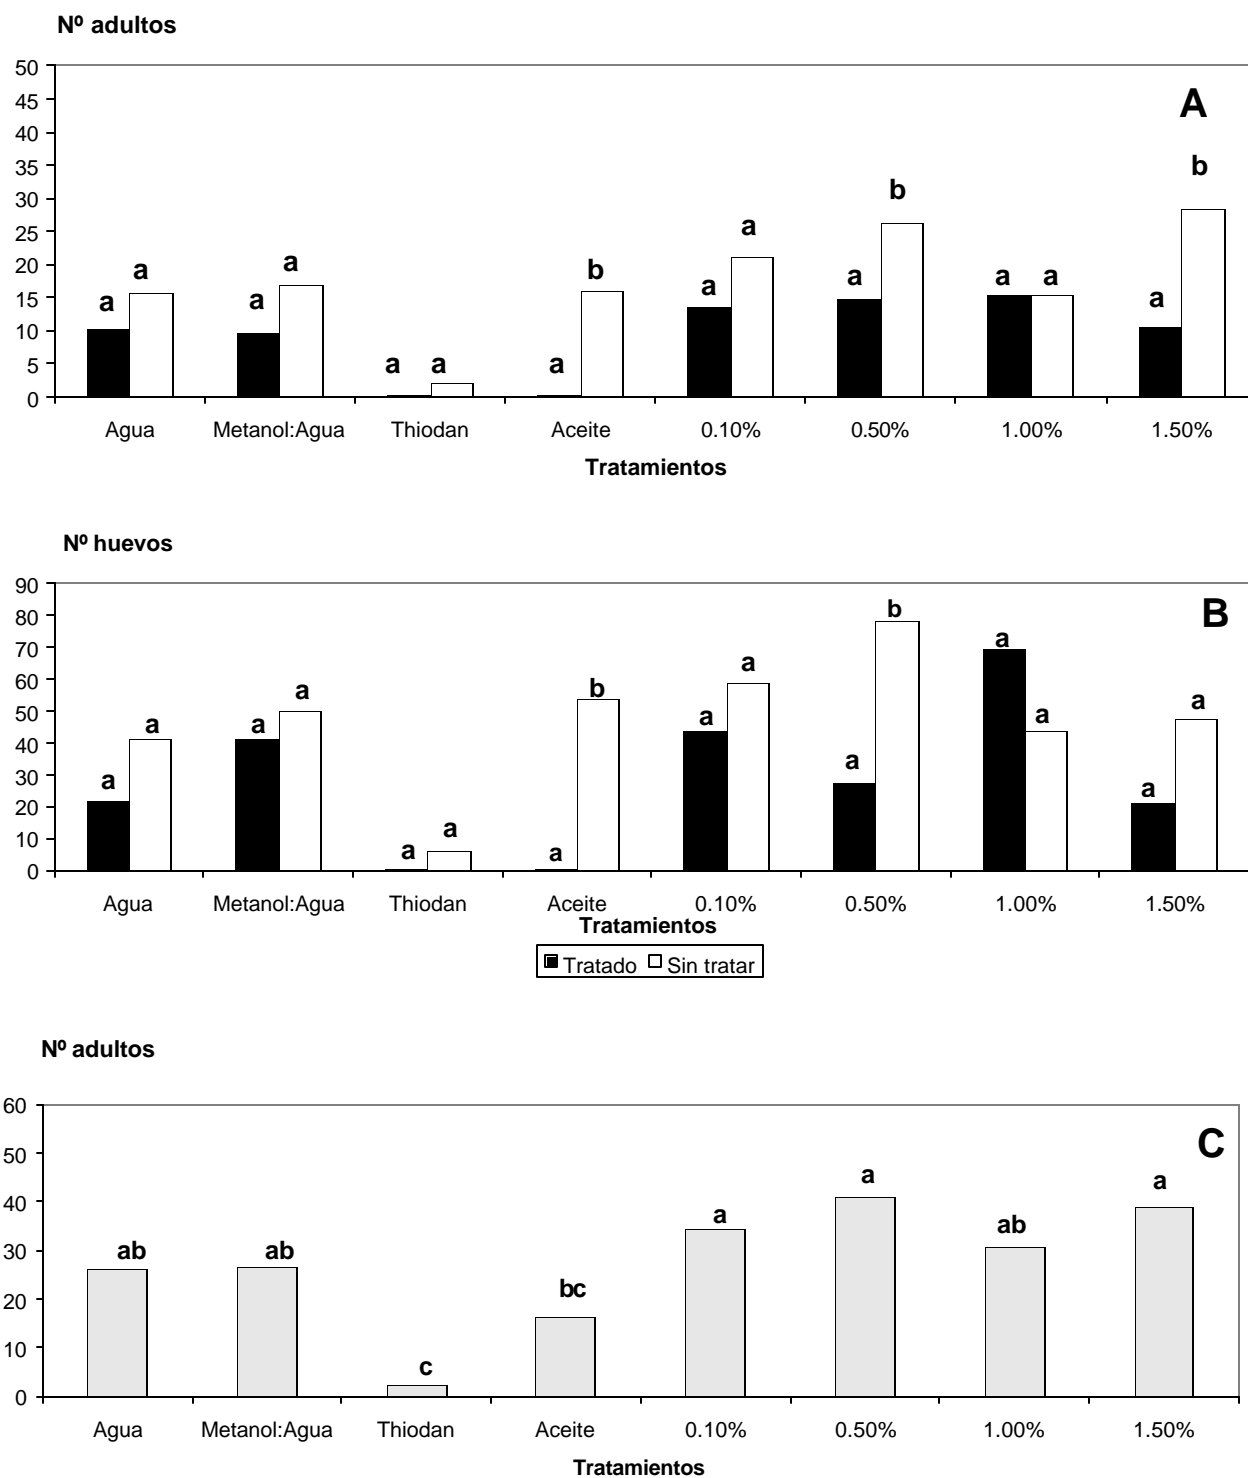 Nº adultos
50
45
40
35
30
25
20
15
10
5
0
A
a a
a a
a a
a b
a a
a b
a a
a b
Agua Metanol:Agua Thiodan Aceite 0.10% 0.50% 1.00% 1.50%
Tratamientos
Nº huevos
90
80
70
60
50
40
30
20
10
0
B
a a
a a
a a
a b
a a
a b
a a
a a
Agua Metanol:Agua Thiodan Aceite 0.10% 0.50% 1.00% 1.50%
Tratamientos
Tratado Sin tratar
Nº adultos
60
50
40
30
20
10
0
C
ab ab c bc a a ab a
Agua Metanol:Agua Thiodan Aceite 0.10% 0.50% 1.00% 1.50%
Tratamientos